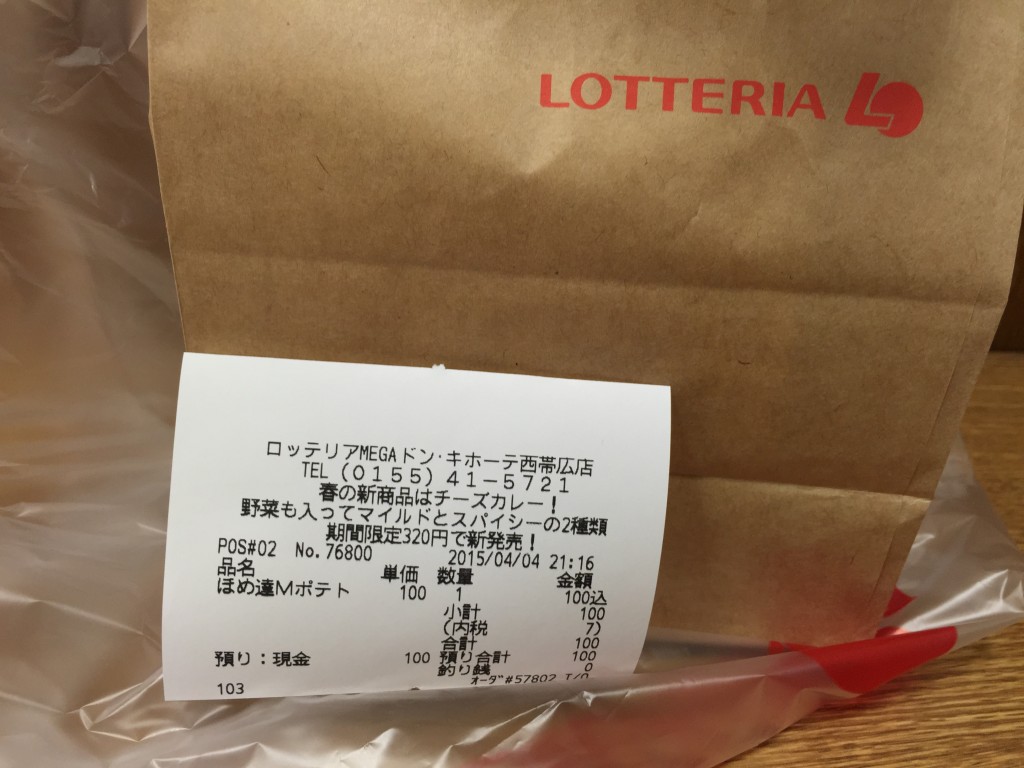 LOTTERIA
ロッテリアMEGAドン・キホーテ西帯広店
TEL(0155)41-5721
春の新商品はチーズカレー!
野菜も入ってマイルドとスパイシーの2種類
期間限定320円で新発売!
POS#02 No.76800 2015/04/04 21:16
品名 単価 数量 金額
ほめ達Mポテト 100 1 100込
小計 100
(内税 7)
合計 100
預り:現金 100 預り合計 100
釣り銭 0
オーダ#57802 T/O
103